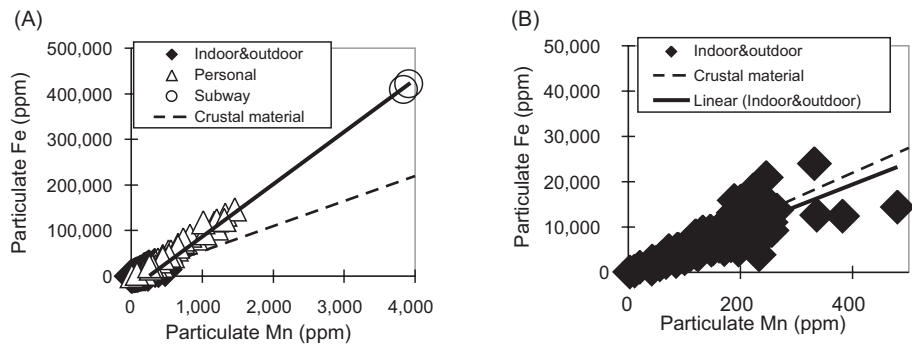 (A)
500,000
400,000
300,000
200,000
100,000
0
Particulate Fe (ppm)
Indoor&outdoor
Personal
Subway
Crustal material
0
1,000
2,000
3,000
4,000
Particulate Mn (ppm)
(B)
50,000
40,000
30,000
20,000
10,000
0
Particulate Fe (ppm)
Indoor&outdoor
Crustal material
Linear (Indoor&outdoor)
0
200
400
Particulate Mn (ppm)